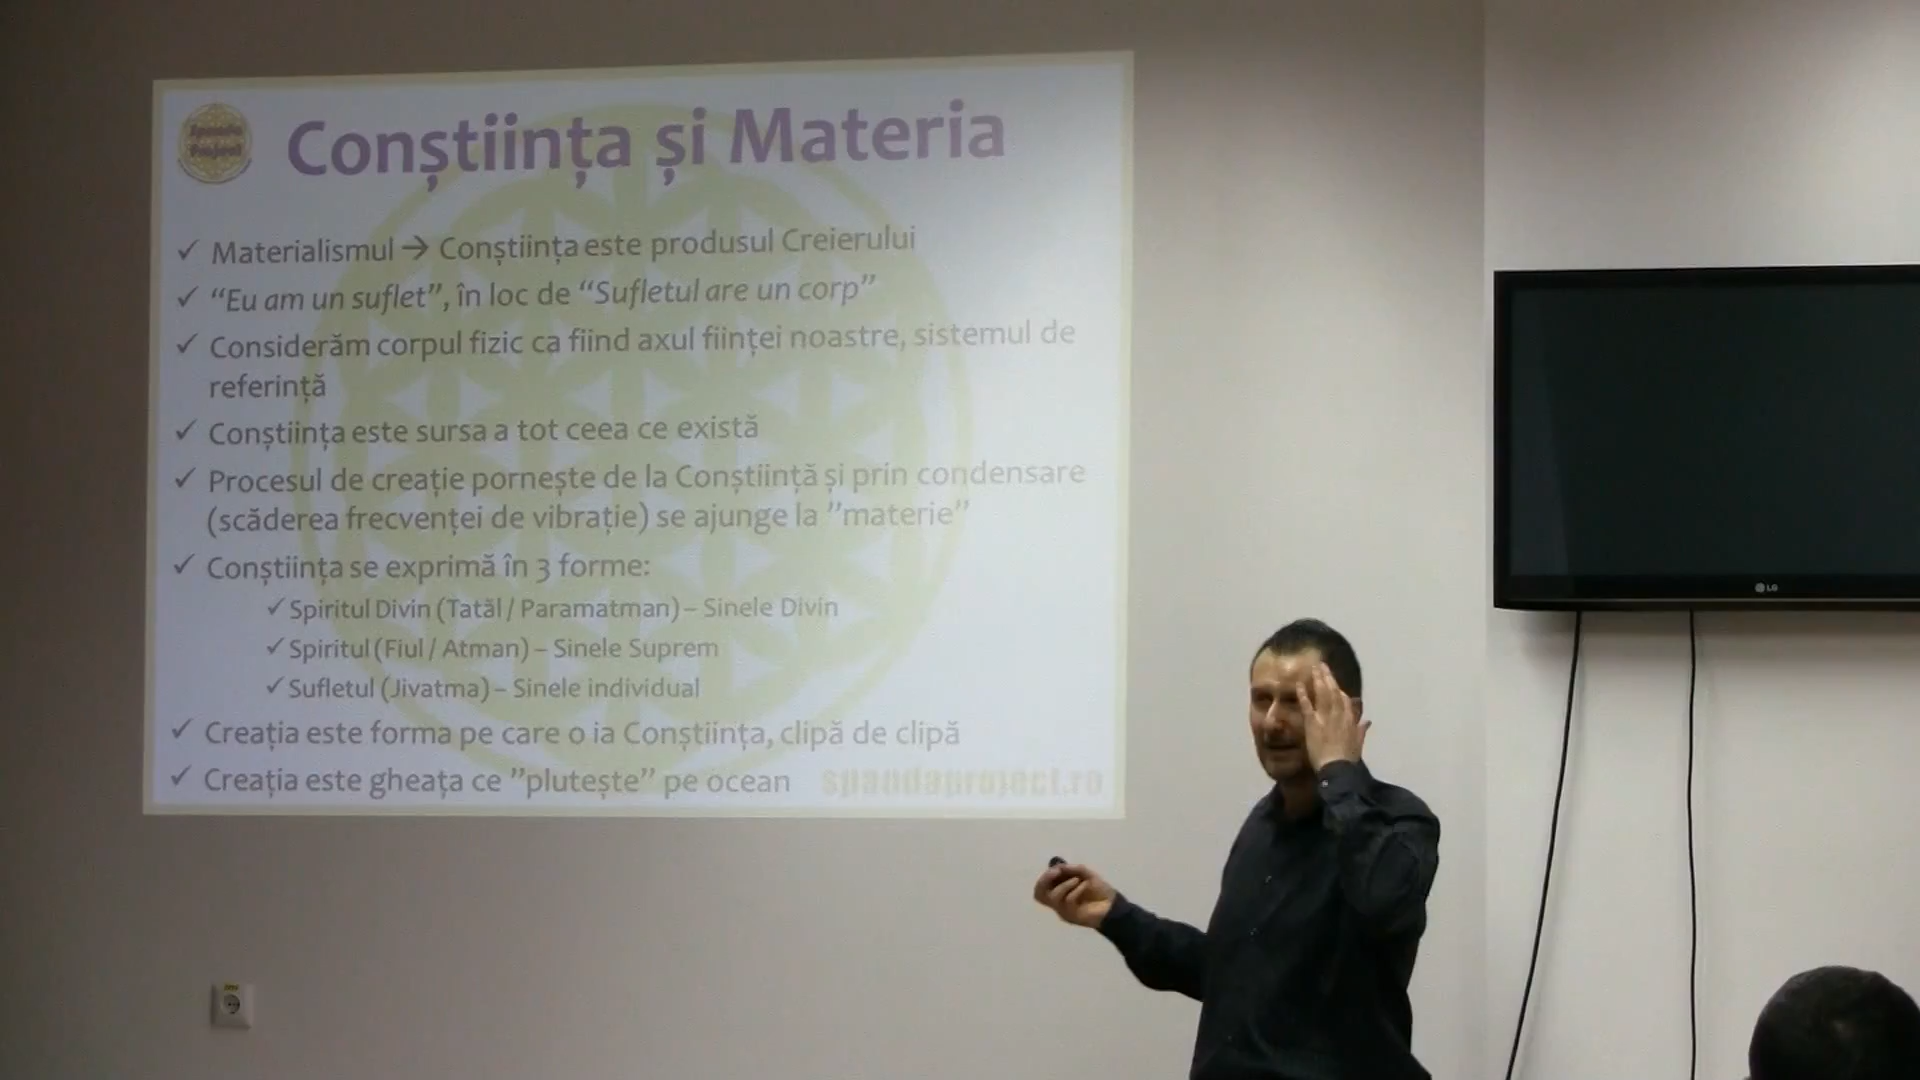 Spanda
Project
Conștiința și Materia
✓ Materialismul → Conștiința este produsul Creierului
✓ “Eu am un suflet”, în loc de “Sufletul are un corp”
✓ Considerăm corpul fizic ca fiind axul ființei noastre, sistemul de
referință
✓ Conștiința este sursa a tot ceea ce există
✓ Procesul de creație pornește de la Conștiință și prin condensare
(scăderea frecvenței de vibrație) se ajunge la ”materie”
✓ Conștiința se exprimă în 3 forme:
✓ Spiritul Divin (Tatăl / Paramatman) – Sinele Divin
✓ Spiritul (Fiul / Atman) – Sinele Suprem
✓ Sufletul (Jivatma) – Sinele individual
✓ Creația este forma pe care o ia Conștiința, clipă de clipă
✓ Creația este gheața ce ”plutește” pe ocean
spandaproject.ro
LG